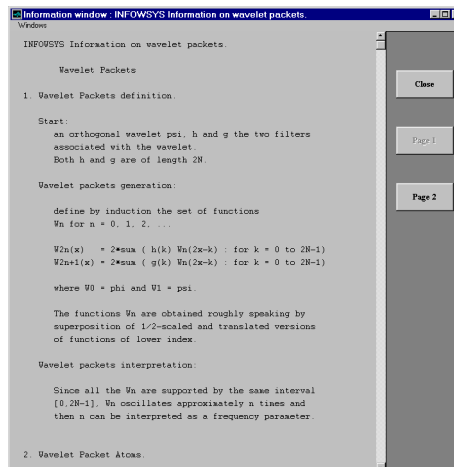 Information window : INFOWSYS Information on wavelet packets.
Windows
INFOWSYS Information on wavelet packets.
Wavelet Packets
1. Wavelet Packets definition.
Start:
an orthogonal wavelet psi, h and g the two filters
associated with the wavelet.
Both h and g are of length 2N.
Wavelet packets generation:
define by induction the set of functions
Wn for n = 0, 1, 2, ...
W2n(x) = 2*sum ( h(k) Wn(2x-k) : for k = 0 to 2N-1)
W2n+1(x) = 2*sum ( g(k) Wn(2x-k) : for k = 0 to 2N-1)
where W0 = phi and W1 = psi.
The functions Wn are obtained roughly speaking by
superposition of 1/2-scaled and translated versions
of functions of lower index.
Wavelet packets interpretation:
Since all the Wn are supported by the same interval
[0,2N-1], Wn oscillates approximately n times and
then n can be interpreted as a frequency parameter.
2. Wavelet Packet Atoms.
Close
Page 1
Page 2